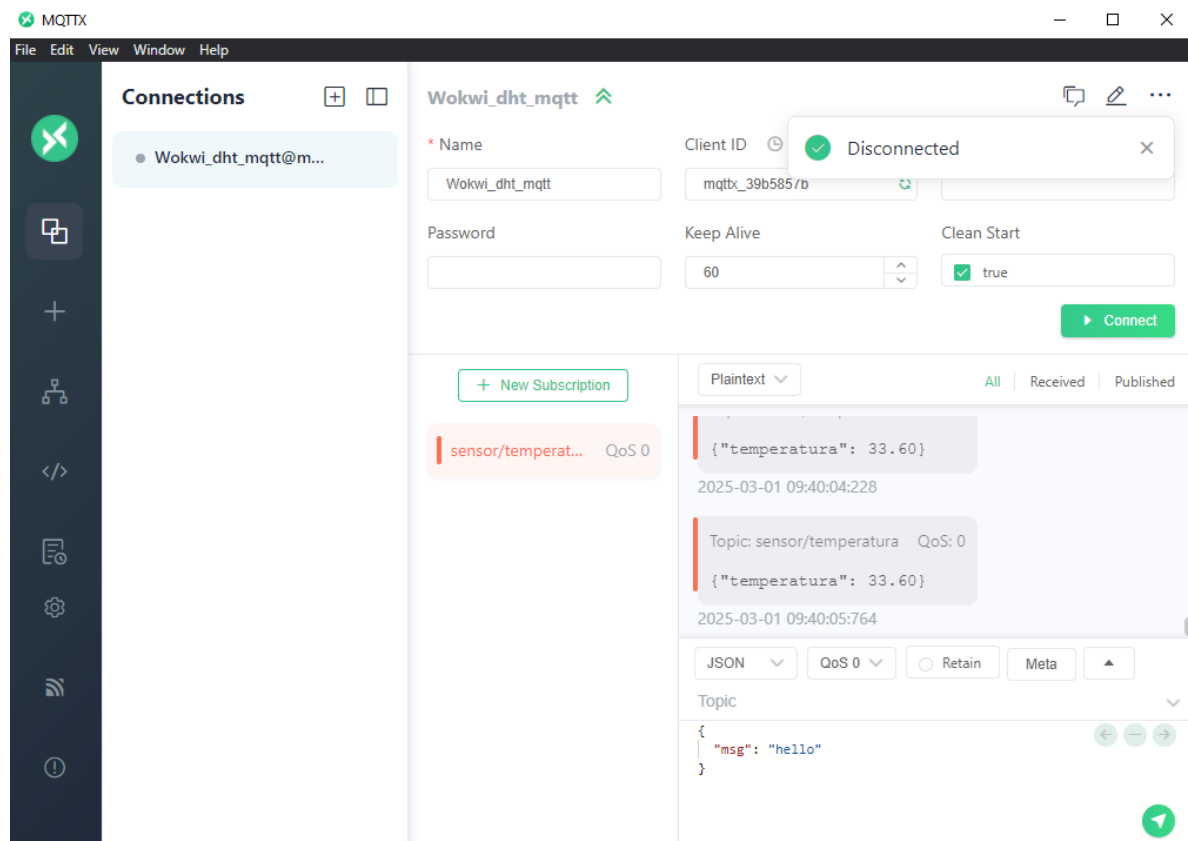 MQTTX
File Edit View Window Help
Connections
Wokwi_dht_mqtt@m...
Wokwi_dht_mqtt
Disconnected
* Name
Client ID
Wokwi_dht_mqtt
mqttx_39b5857b
Password
Keep Alive
Clean Start
60
true
Connect
+ New Subscription
sensor/temperat... QoS 0
Plaintext
All Received Published
{"temperatura": 33.60}
2025-03-01 09:40:04:228
Topic: sensor/temperatura QoS: 0
{"temperatura": 33.60}
2025-03-01 09:40:05:764
JSON QoS 0 Retain Meta
Topic
{
"msg": "hello"
}